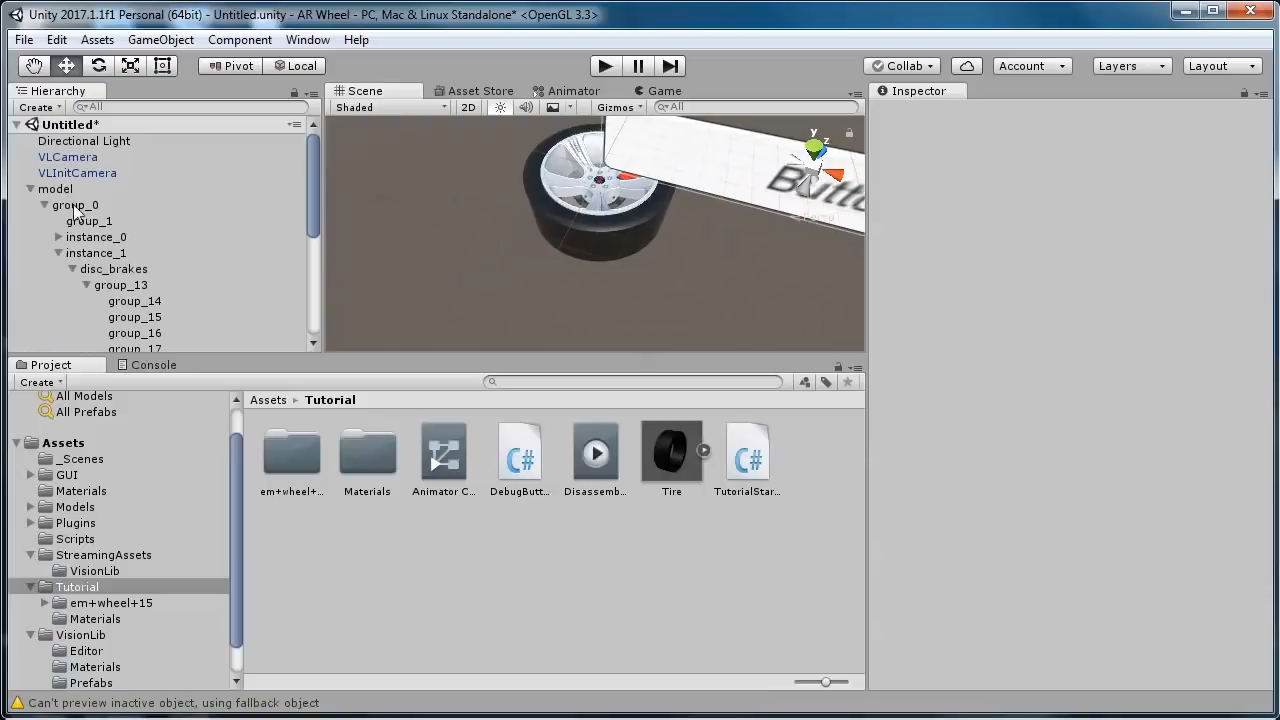 Unity 2017.1.1f1 Personal (64bit) - Untitled.unity - AR Wheel - PC, Mac & Linux Standalone* <OpenGL 3.3>
File Edit Assets GameObject Component Window Help
Pivot Local Collab Account Layers Layout
Hierarchy Scene Asset Store Animator Game Inspector
Create All Shaded 2D Gizmos All
Untitled*
Directional Light
VLCamera
VLInitCamera
model
group_0
group_1
instance_0
instance_1
disc_brakes
group_13
group_14
group_15
group_16
group_17
y
z
Project Console
Create
All Models
All Prefabs
Assets
_Scenes
GUI
Materials
Models
Plugins
Scripts
StreamingAssets
VisionLib
Tutorial
em+wheel+15
Materials
VisionLib
Editor
Materials
Prefabs
Assets Tutorial
C# C#
em+wheel+... Materials Animator C... DebugButt... Disassemb... Tire TutorialStar...
Can't preview inactive object, using fallback object